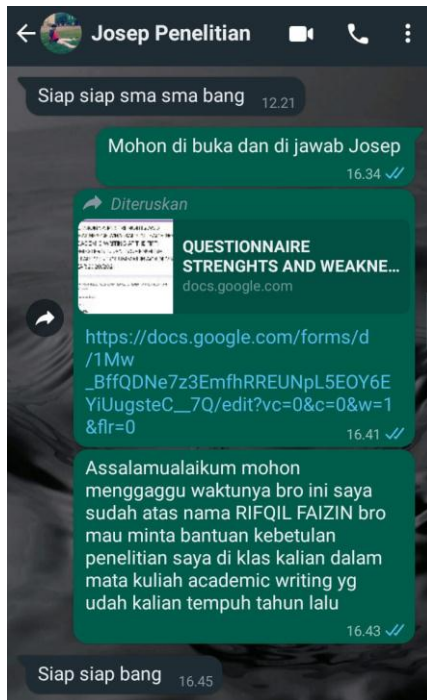 Josep Penelitian
Siap siap sma sma bang 12.21
Mohon di buka dan di jawab Josep
16.34
Diteruskan
QUESTIONNAIRE
STRENGHTS AND WEAKNE...
docs.google.com
https://docs.google.com/forms/d
/1Mw
_BffQDNe7z3EmfhRREUNpL5EOY6E
YiUugsteC__7Q/edit?vc=0&c=0&w=1
&flr=0
16.41
Assalamualaikum mohon
menggaggu waktunya bro ini saya
sudah atas nama RIFQIL FAIZIN bro
mau minta bantuan kebetulan
penelitian saya di klas kalian dalam
mata kuliah academic writing yg
udah kalian tempuh tahun lalu
16.43
Siap siap bang 16.45